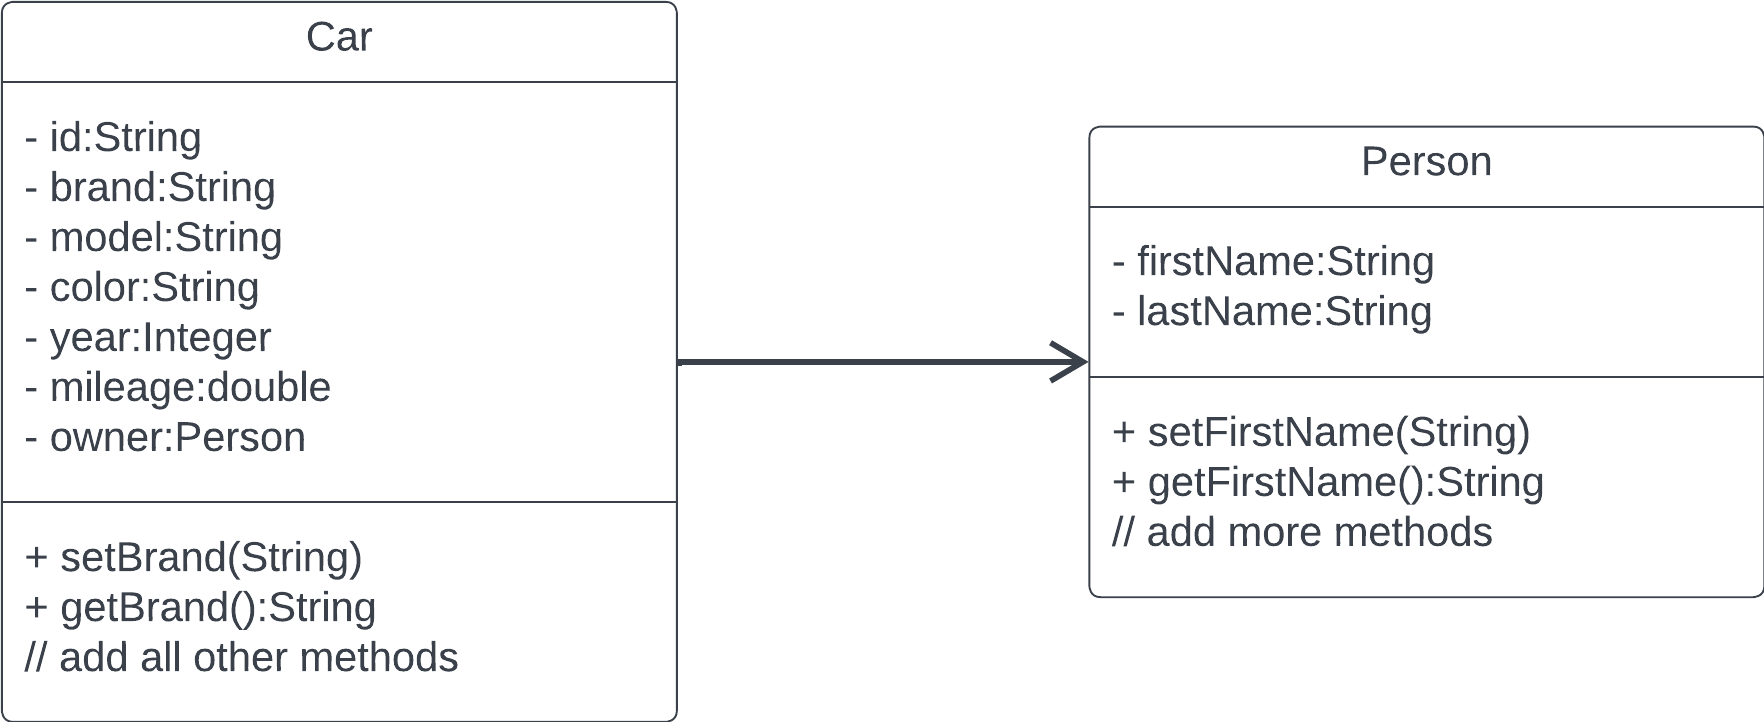 Car
- id:String
- brand:String
- model:String
- color:String
- year:Integer
- mileage:double
- owner:Person
+ setBrand(String)
+ getBrand():String
// add all other methods
Person
- firstName:String
- lastName:String
+ setFirstName(String)
+ getFirstName():String
// add more methods